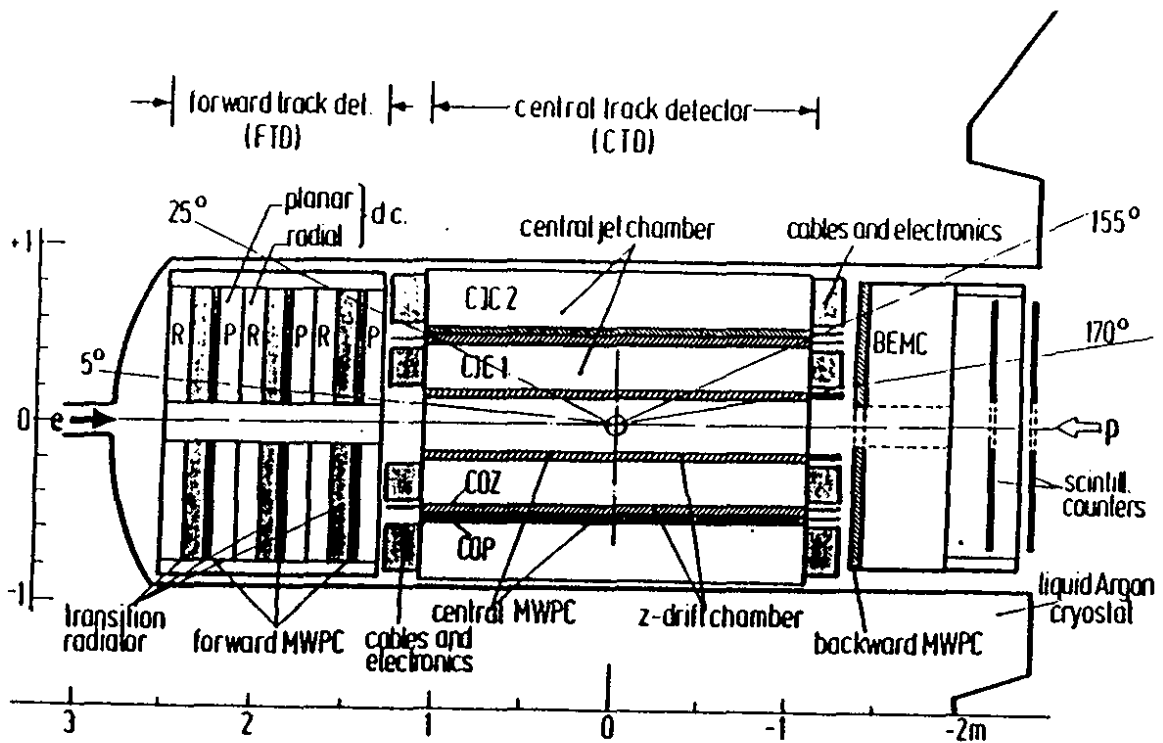 forward track det.
(FTD)
central track detector
(CTD)
25°
planar
radial
d.c.
central jet chamber
cables and electronics
155°
+1
CJC 2
R P R P R P
CJC 1
BEMC
170°
5°
0
e
p
COZ
COP
scintill.
counters
-1
transition
radiator
forward MWPC
cables and
electronics
central MWPC
z-drift chamber
backward MWPC
liquid Argon
cryostat
3 2 1 0 -1 -2m